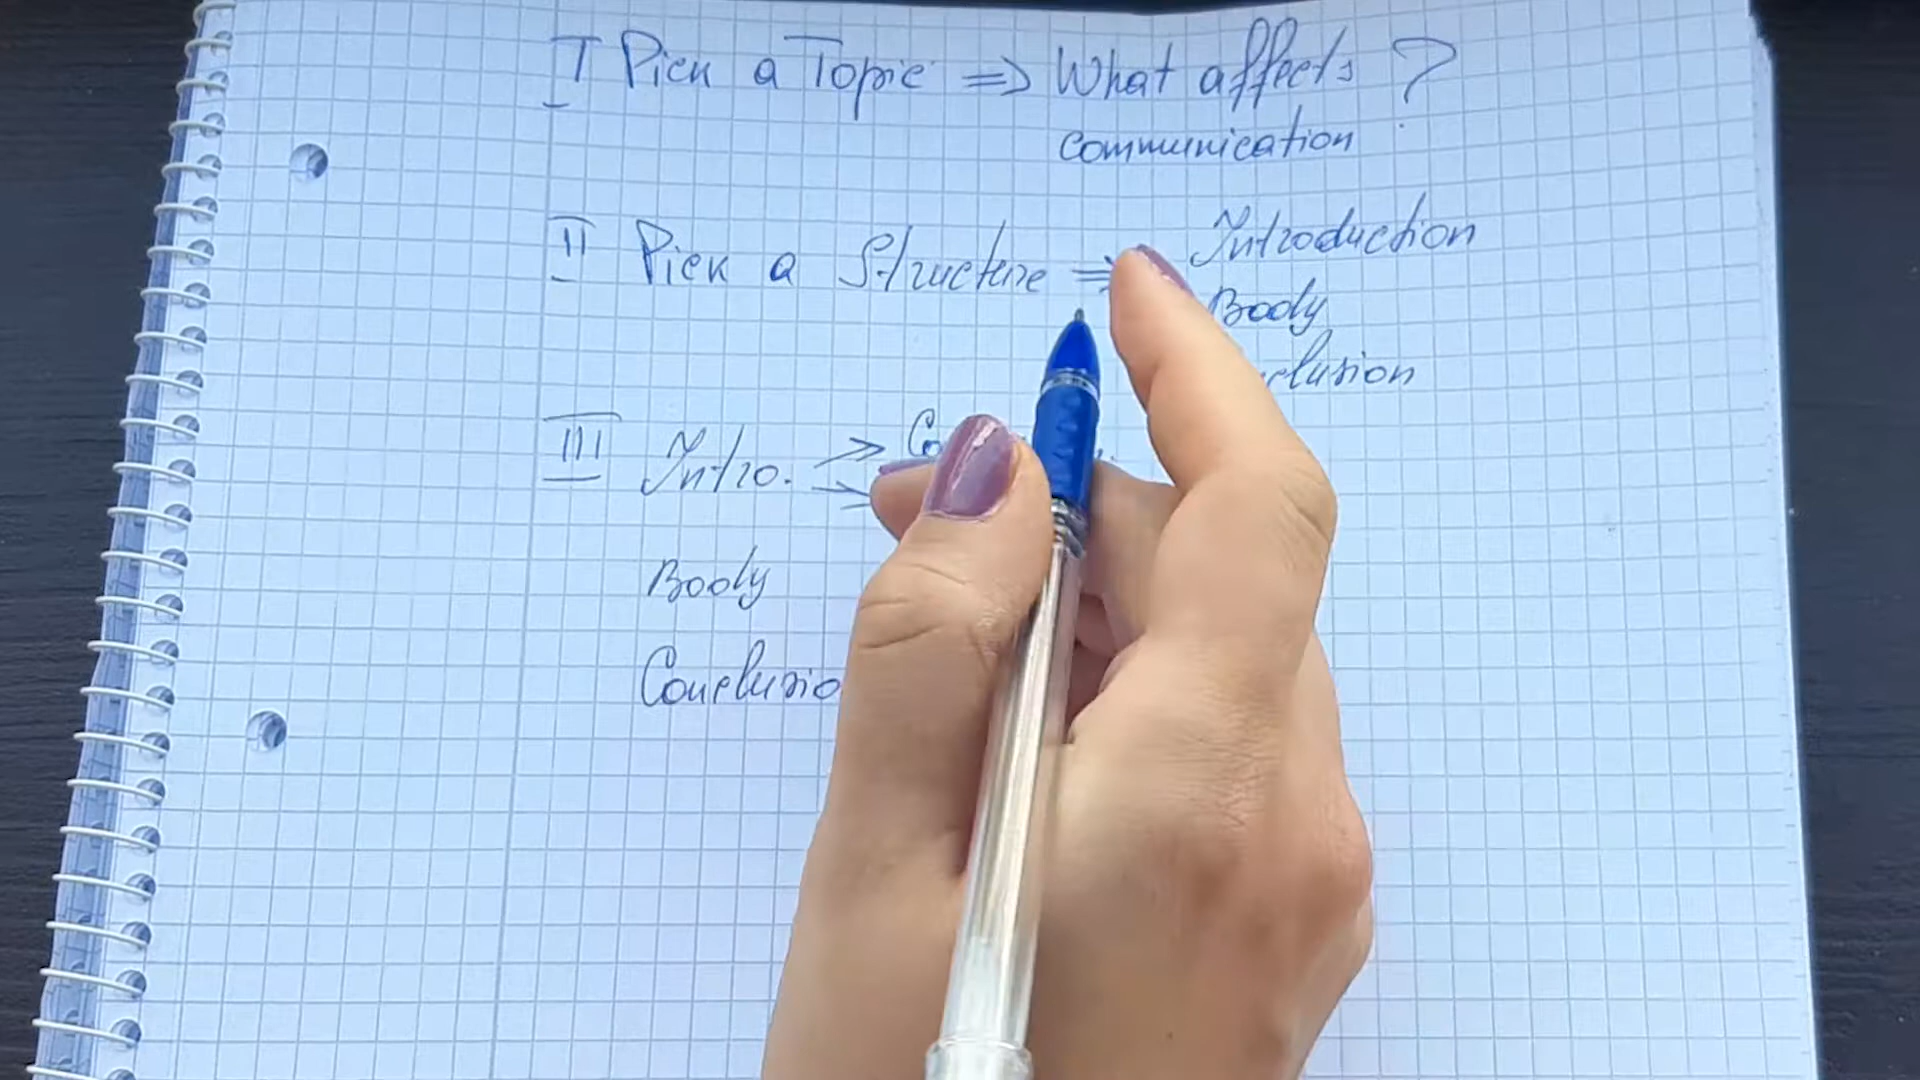 I Pick a Topic => What affects ?
communication
II Pick a Structure => Introduction
Body
III Intro.
Body